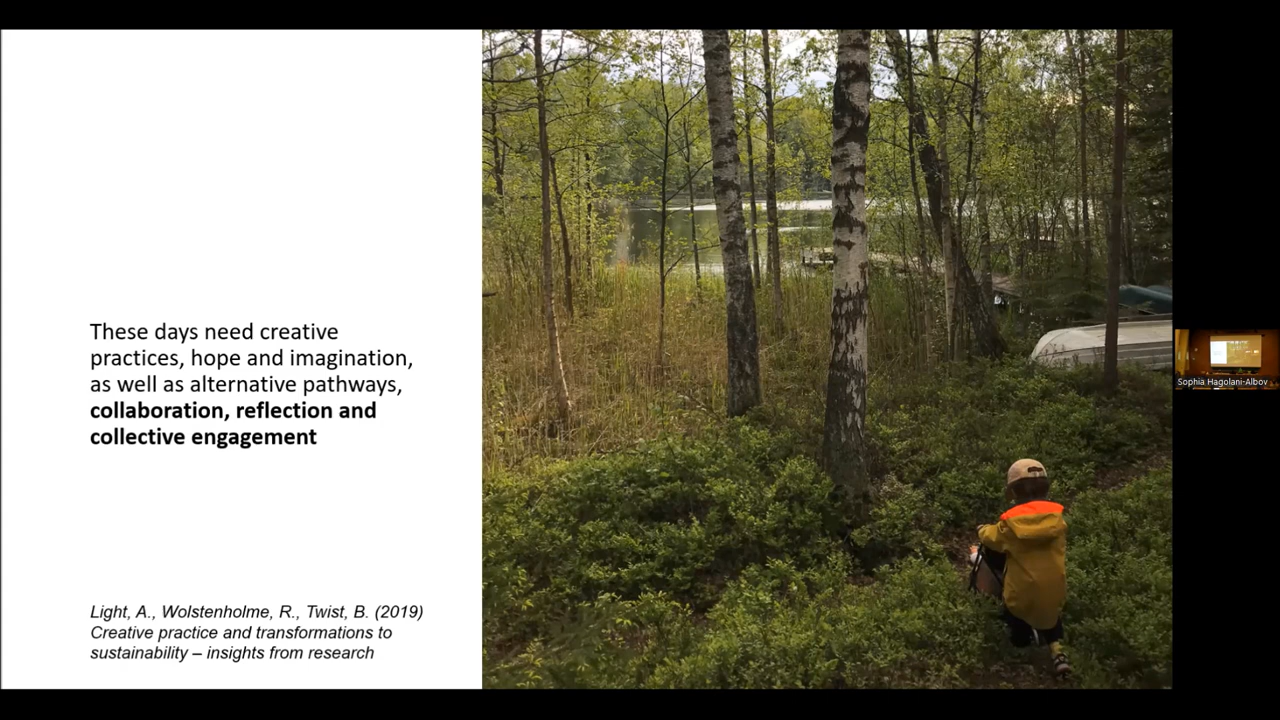 These days need creative
practices, hope and imagination,
as well as alternative pathways,
collaboration, reflection and
collective engagement
Light, A., Wolstenholme, R., Twist, B. (2019)
Creative practice and transformations to
sustainability – insights from research
Sophia Hagolani-Albov